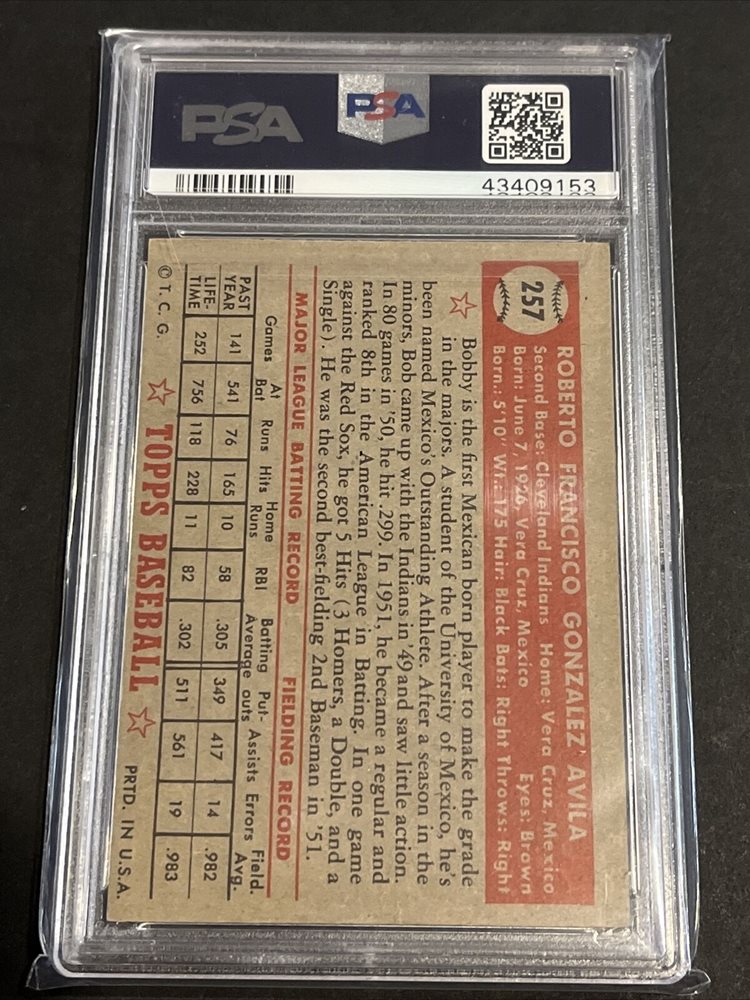 PSA
PSA
43409153
257
ROBERTO FRANCISCO GONZALEZ' AVILA
Second Base: Cleveland Indians Home: Vera Cruz, Mexico
Born: June 7, 1926, Vera Cruz, Mexico Eyes: Brown
Born.: 5'10" Wt.: 175 Hair: Black Bats: Right Throws: Right
Bobby is the first Mexican born player to make the grade
in the majors. A student of the University of Mexico, he's
been named Mexico's Outstanding Athlete. After a season in the
minors, Bob came up with the Indians in '49 and saw little action.
In 80 games in '50, he hit .299. In 1951, he became a regular and
ranked 8th in the American League in Batting. In one game
against the Red Sox, he got 5 Hits (3 Homers, a Double, and a
Single). He was the second best-fielding 2nd Baseman in '51.
MAJOR LEAGUE BATTING RECORD FIELDING RECORD
Games At Bat Runs Hits Home Runs RBI Batting Average Put-outs Assists Errors Field. Avg.
PAST YEAR 141 541 76 165 10 58 .305 349 417 14 .982
LIFE-TIME 252 756 118 228 11 82 .302 511 561 19 .983
© T. C. G. TOPPS BASEBALL PRTD. IN U.S.A.